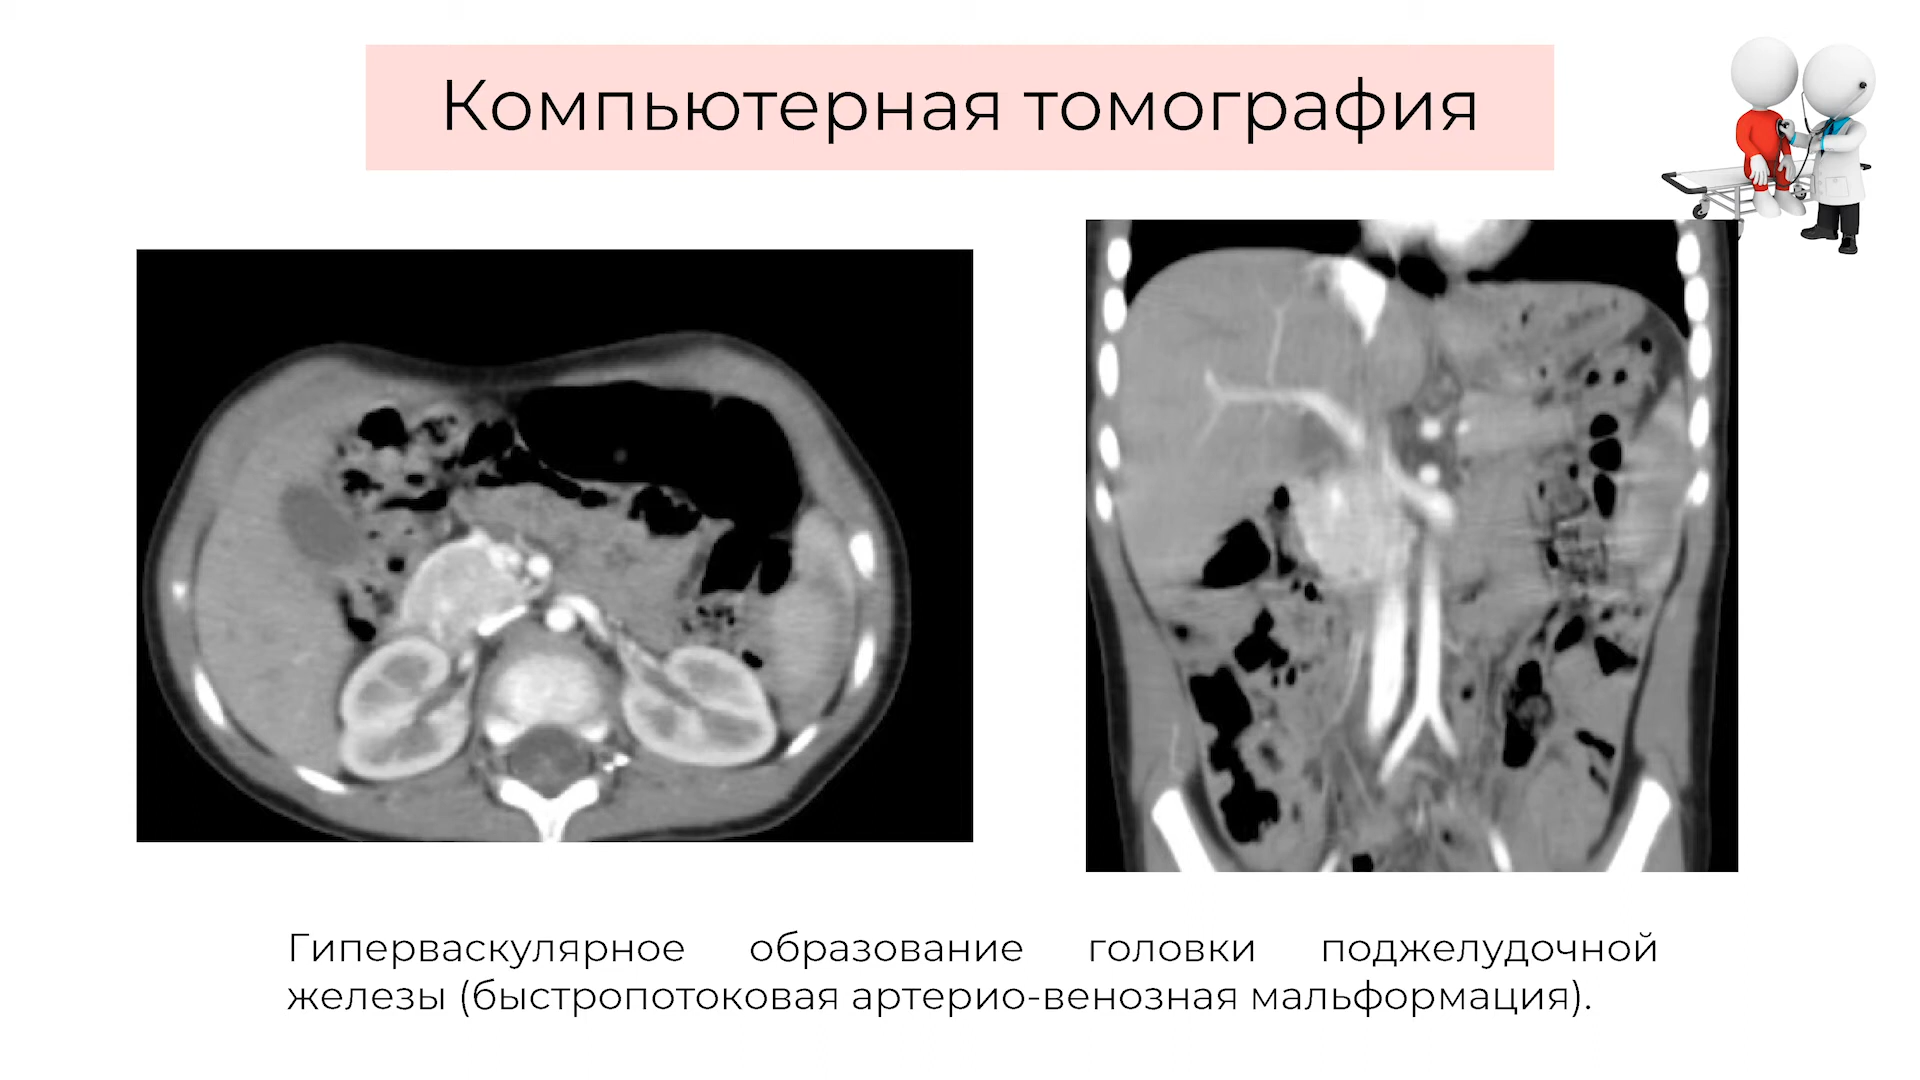 Компьютерная томография
Гиперваскулярное образование головки поджелудочной
железы (быстропотоковая артерио-венозная мальформация).